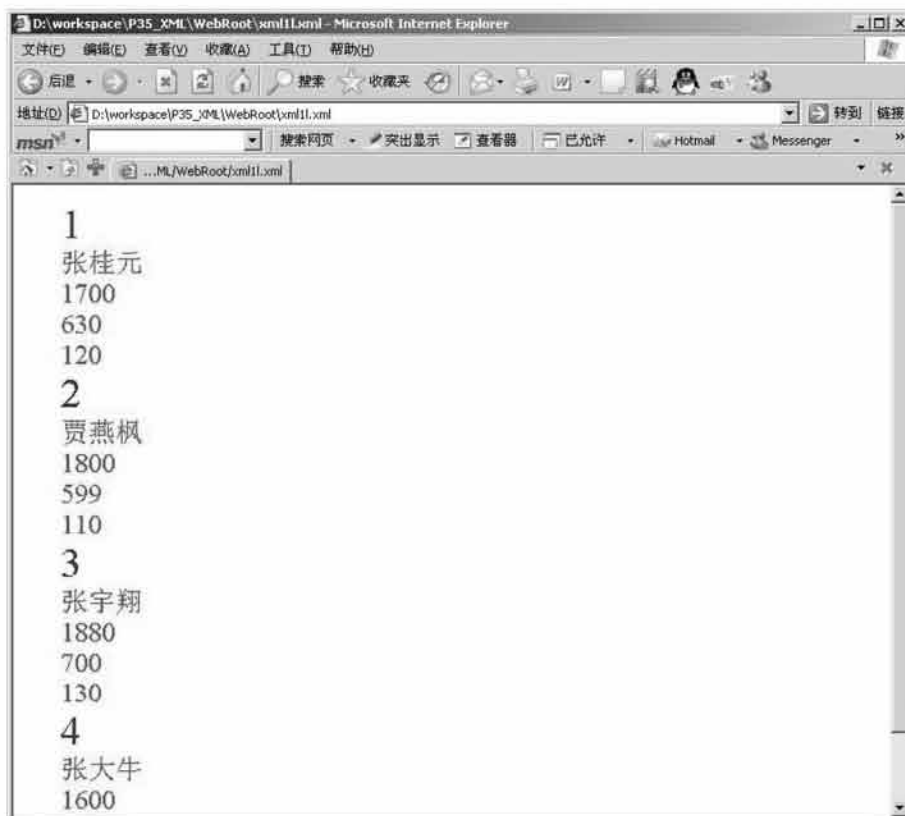 D:\workspace\P35_XML\WebRoot\xml1l.xml - Microsoft Internet Explorer
文件(F) 编辑(E) 查看(V) 收藏(A) 工具(T) 帮助(H)
后退 搜索 收藏夹
地址(D) D:\workspace\P35_XML\WebRoot\xml1l.xml 转到 链接
msn 搜索网页 突出显示 查看器 已允许 Hotmail Messenger »
...ML/WebRoot/xml1l.xml
1
张桂元
1700
630
120
2
贾燕枫
1800
599
110
3
张宇翔
1880
700
130
4
张大牛
1600